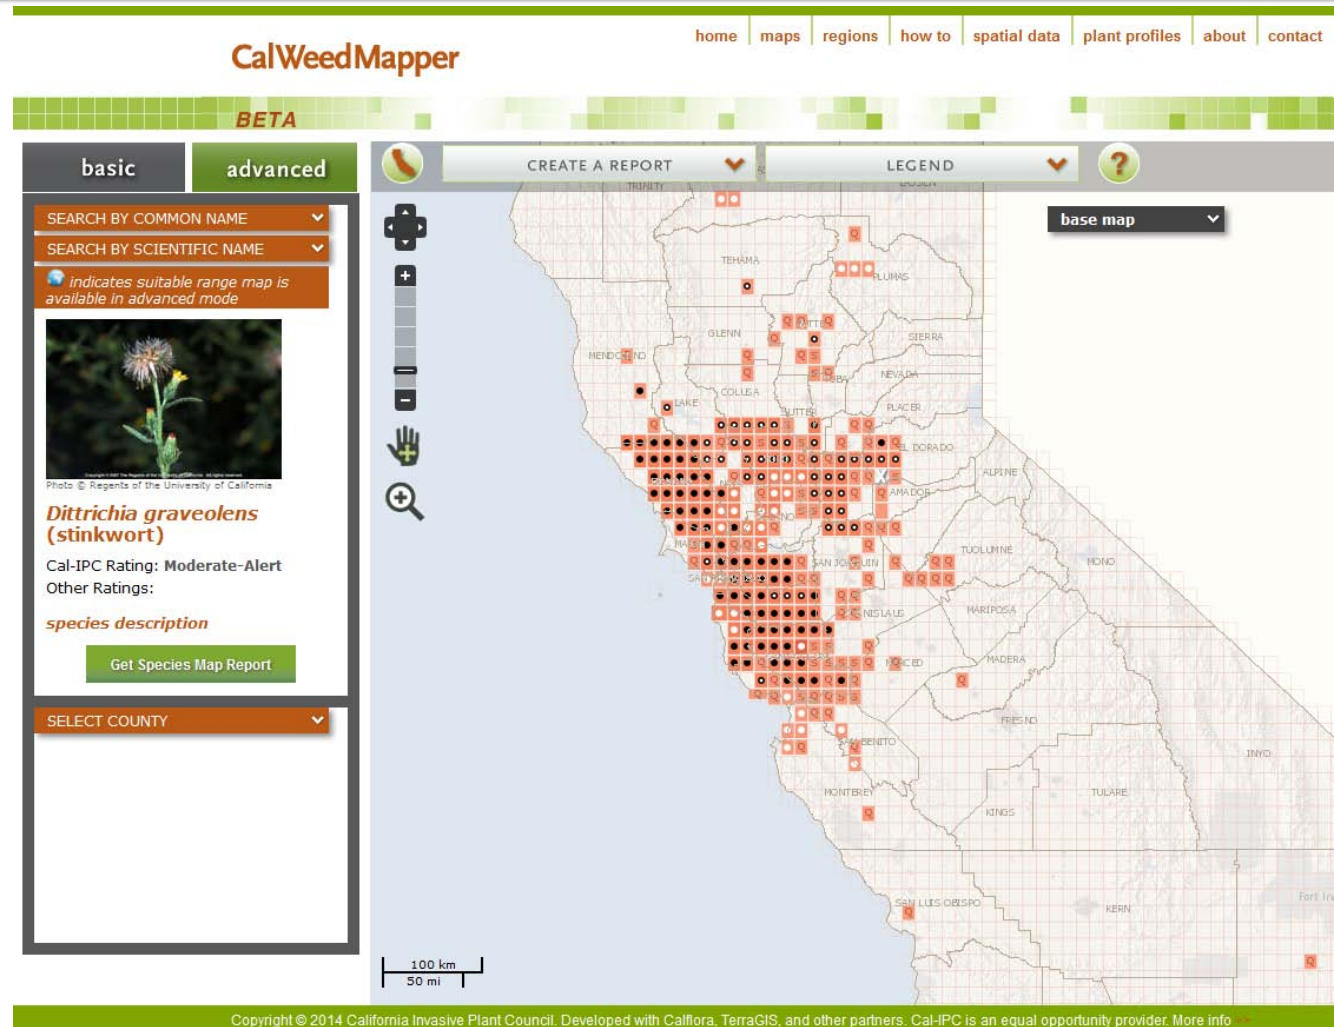 home maps regions how to spatial data plant profiles about contact
CalWeedMapper
BETA
basic
advanced
CREATE A REPORT
LEGEND
?
SEARCH BY COMMON NAME
SEARCH BY SCIENTIFIC NAME
indicates suitable range map is
available in advanced mode
Photo © Regents of the University of California
Dittrichia graveolens
(stinkwort)
Cal-IPC Rating: Moderate-Alert
Other Ratings:
species description
Get Species Map Report
SELECT COUNTY
base map
TRINITY
TEHAMA
PLUMAS
GLENN
SIERRA
COLUSA
NEVADA
LAKE
PLACER
EL DORADO
ALPINE
AMADOR
TUOLUMNE
MONO
SAN JOAQUIN
MARIPOSA
MADERA
FRESNO
INYO
MONTEREY
TULARE
KINGS
SAN LUIS OBISPO
KERN
100 km
50 mi
Copyright © 2014 California Invasive Plant Council. Developed with Calflora, TerraGIS, and other partners. Cal-IPC is an equal opportunity provider. More info >>